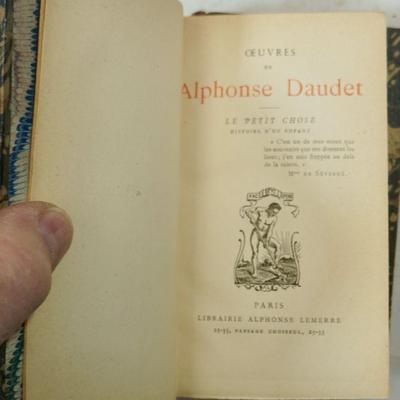 ŒUVRES
DE
Alphonse Daudet
LE PETIT CHOSE
HISTOIRE D'UN ENFANT
« C'est un de mes maux que
les souvenirs que me donnent les
lieux; j'en suis frappée au delà
de la raison. »
Mme DE SÉVIGNÉ.
PARIS
LIBRAIRIE ALPHONSE LEMERRE
23-33, PASSAGE CHOISEUL, 23-33